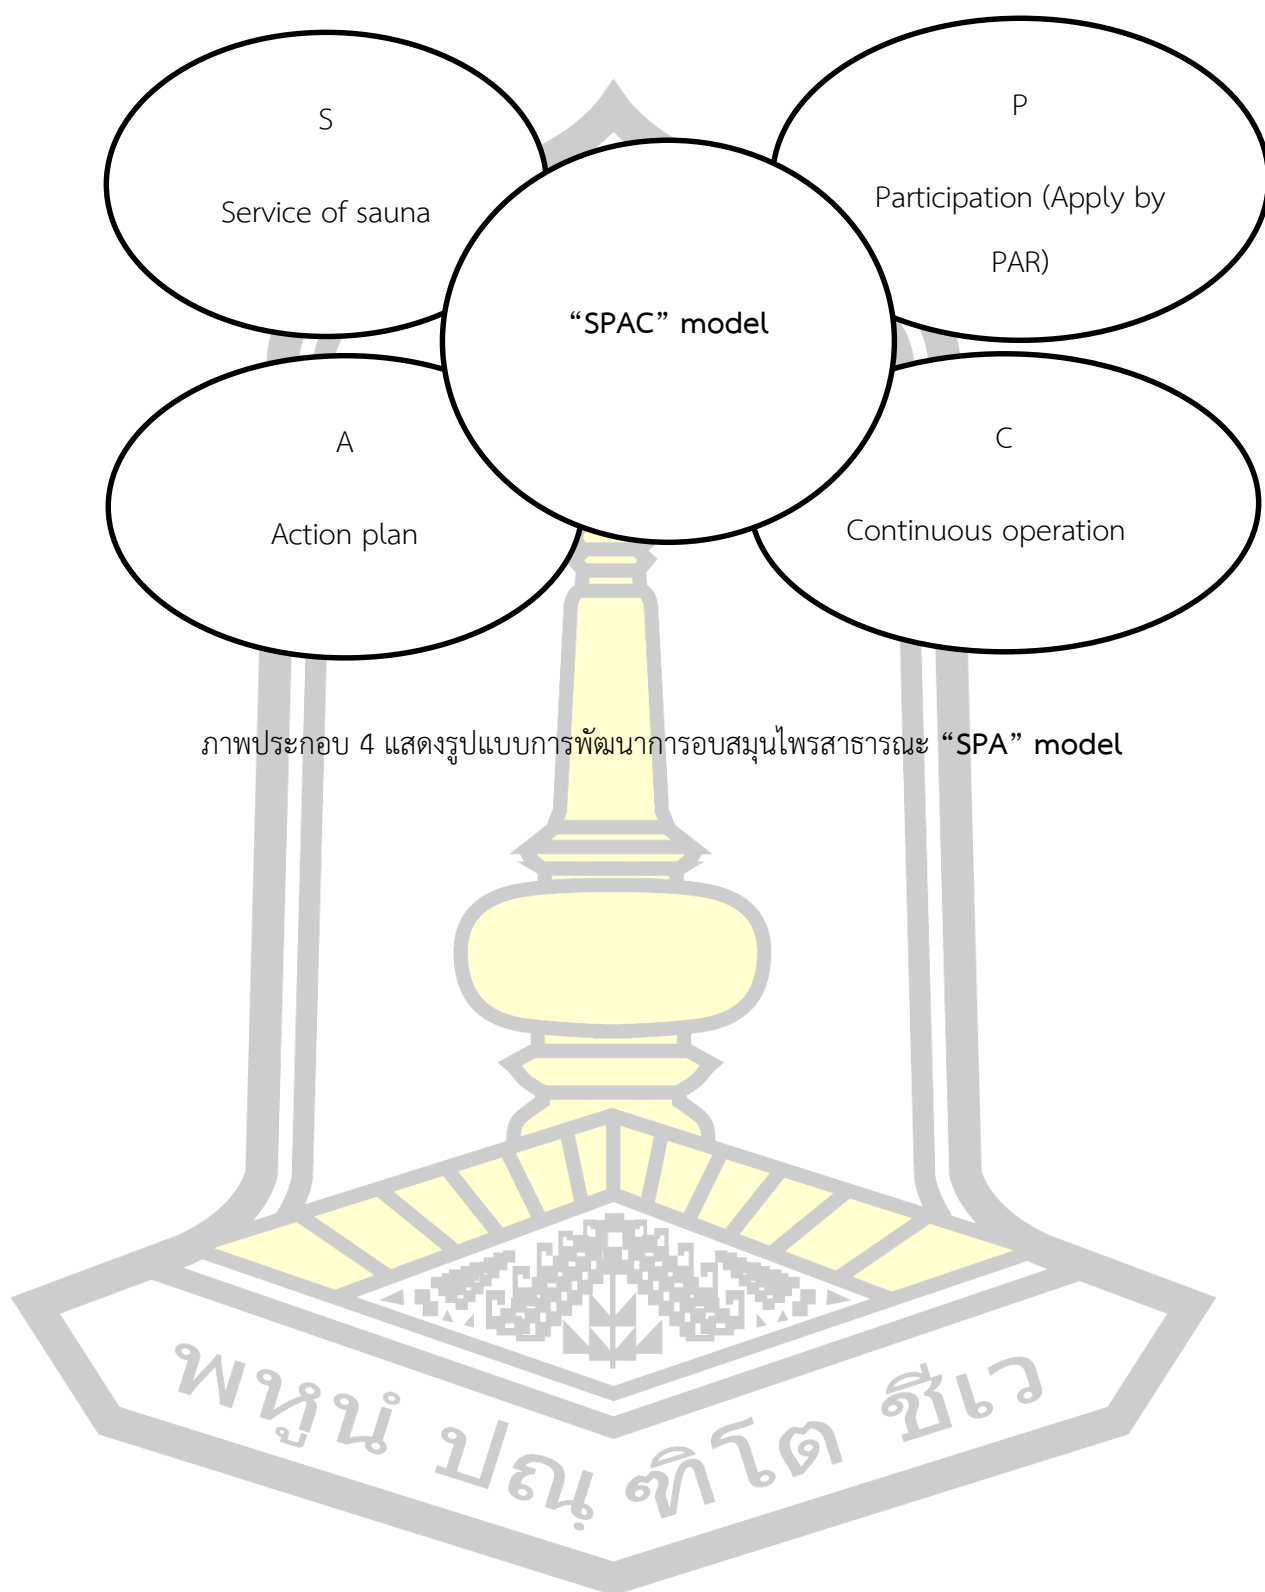 S
Service of sauna
P
Participation (Apply by
PAR)
“SPAC” model
A
Action plan
C
Continuous operation
ภาพประกอบ 4 แสดงรูปแบบการพัฒนาการอบสมุนไพรสาธารณะ “SPA” model
พหูนํ ปณฺฑิโต ชีเว